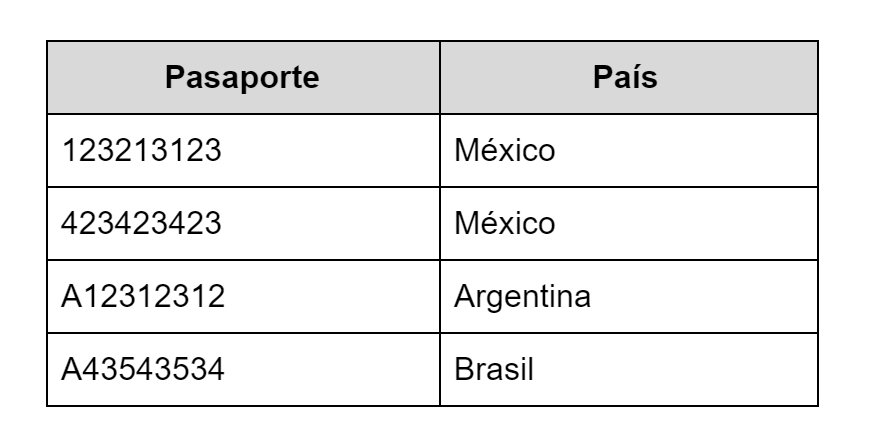 Pasaporte País
123213123 México
423423423 México
A12312312 Argentina
A43543534 Brasil